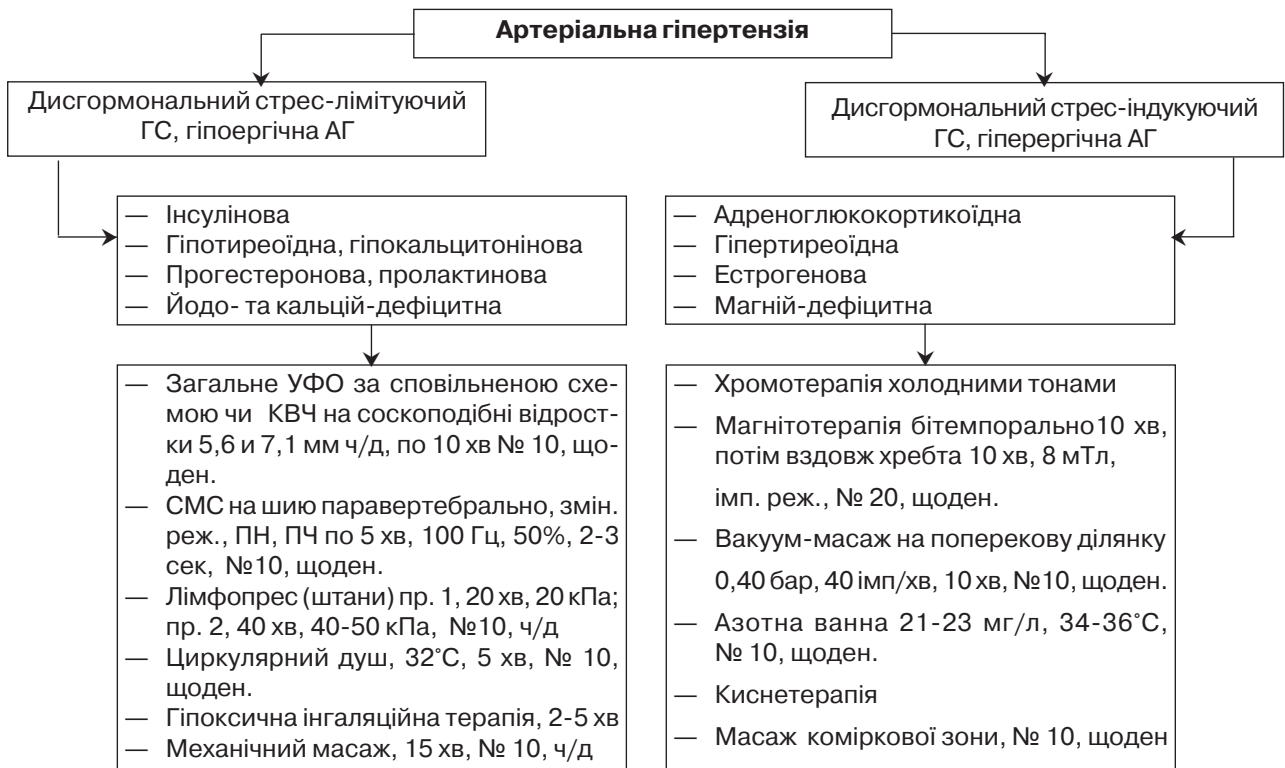 Артеріальна гіпертензія
Дисгормональний стрес-лімітуючий
ГС, гіпоергічна АГ
Дисгормональний стрес-індукуючий
ГС, гіперергічна АГ
— Інсулінова
— Гіпотиреоїдна, гіпокальцитонінова
— Прогестеронова, пролактинова
— Йодо- та кальцій-дефіцитна
— Адреноглюкокортикоїдна
— Гіпертиреоїдна
— Естрогенова
— Магній-дефіцитна
— Загальне УФО за сповільненою схе-
мою чи КВЧ на соскоподібні відрост-
ки 5,6 и 7,1 мм ч/д, по 10 хв № 10, що-
ден.
— СМС на шию паравертебрально, змін.
реж., ПН, ПЧ по 5 хв, 100 Гц, 50%, 2-3
сек, №10, щоден.
— Лімфопрес (штани) пр. 1, 20 хв, 20 кПа;
пр. 2, 40 хв, 40-50 кПа, №10, ч/д
— Циркулярний душ, 32°С, 5 хв, № 10,
щоден.
— Гіпоксична інгаляційна терапія, 2-5 хв
— Механічний масаж, 15 хв, № 10, ч/д
— Хромотерапія холодними тонами
— Магнітотерапія бітемпорально10 хв,
потім вздовж хребта 10 хв, 8 мТл,
імп. реж., № 20, щоден.
— Вакуум-масаж на поперекову ділянку
0,40 бар, 40 імп/хв, 10 хв, №10, щоден.
— Азотна ванна 21-23 мг/л, 34-36°С,
№ 10, щоден.
— Киснетерапія
— Масаж коміркової зони, № 10, щоден